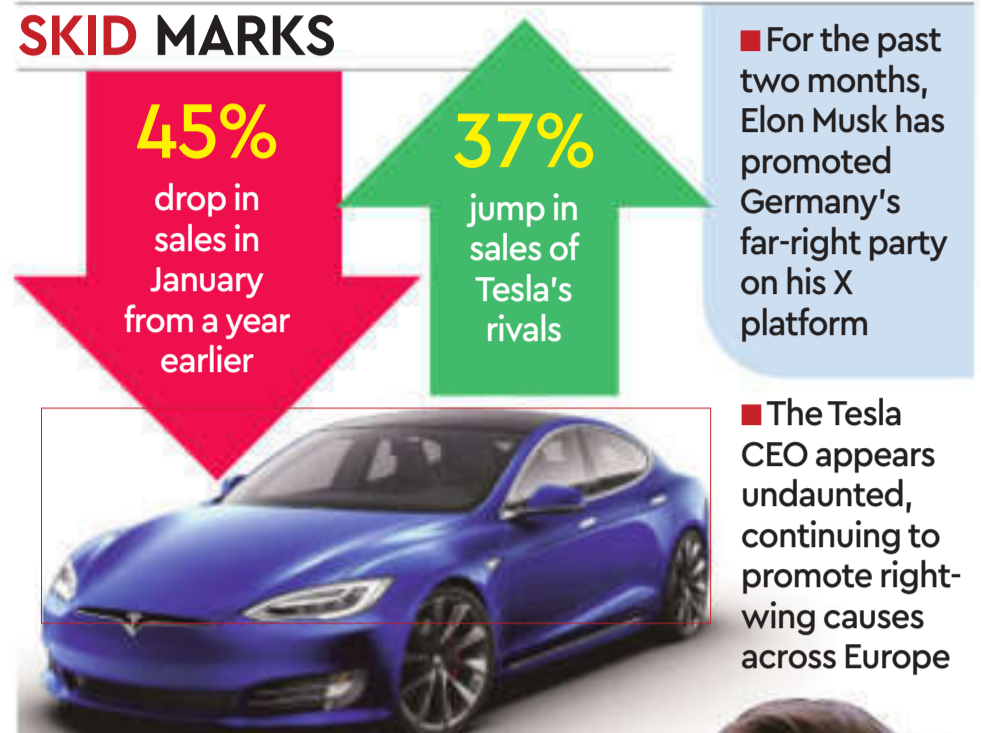 SKID MARKS
45%
drop in
sales in
January
from a year
earlier
37%
jump in
sales of
Tesla's
rivals
■ For the past
two months,
Elon Musk has
promoted
Germany's
far-right party
on his X
platform
■ The Tesla
CEO appears
undaunted,
continuing to
promote right-
wing causes
across Europe